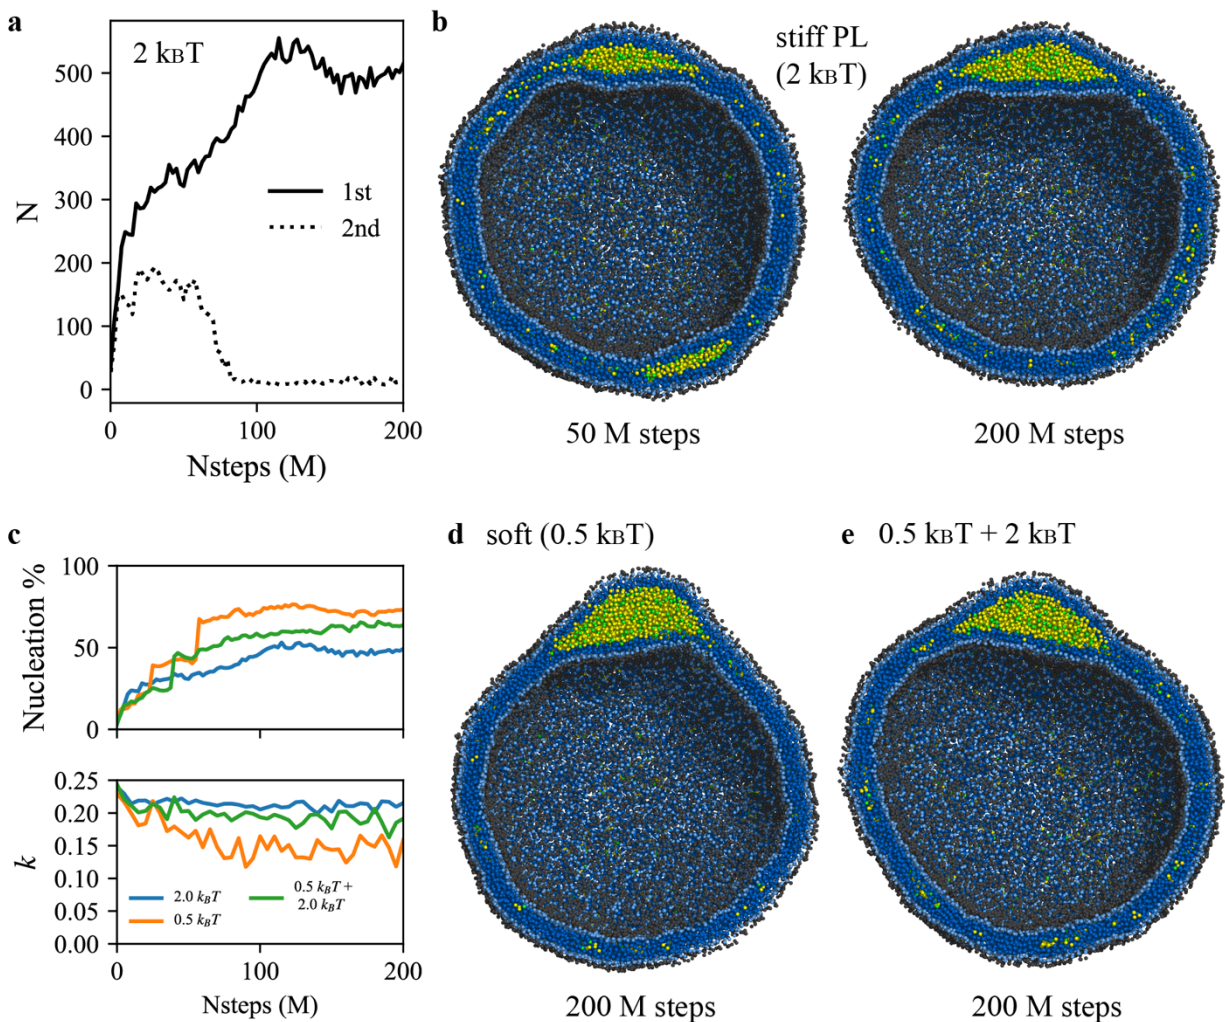 a
2 kBT
500
400
300
200
100
0
N
1st
2nd
0
100
200
Nsteps (M)
b
stiff PL
(2 kBT)
50 M steps
200 M steps
c
100
50
0
Nucleation %
0.25
0.20
0.15
0.10
0.05
0.00
k
2.0 kBT
0.5 kBT
0.5 kBT +
2.0 kBT
0
100
200
Nsteps (M)
d soft (0.5 kBT)
200 M steps
e 0.5 kBT + 2 kBT
200 M steps